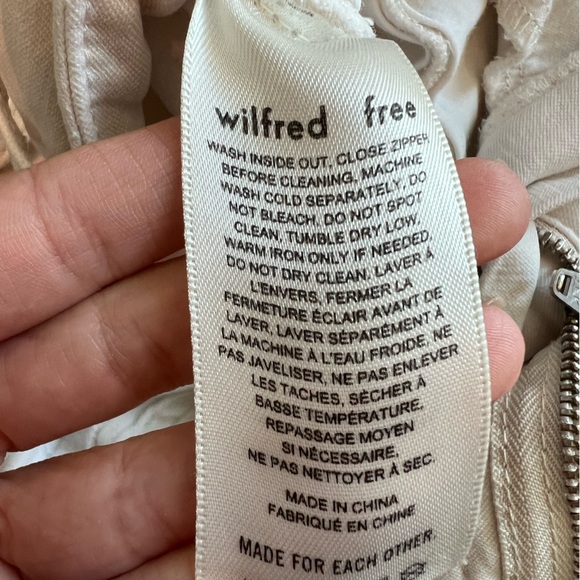 wilfred free
WASH INSIDE OUT, CLOSE ZIPPER
BEFORE CLEANING, MACHINE
WASH COLD SEPARATELY, DO
NOT BLEACH, DO NOT SPOT
CLEAN, TUMBLE DRY LOW,
WARM IRON ONLY IF NEEDED,
DO NOT DRY CLEAN. LAVER À
L'ENVERS, FERMER LA
FERMETURE ÉCLAIR AVANT DE
LAVER, LAVER SÉPARÉMENT À
LA MACHINE À L'EAU FROIDE, NE
PAS JAVELISER, NE PAS ENLEVER
LES TACHES, SÉCHER À
BASSE TEMPÉRATURE,
REPASSAGE MOYEN
SI NÉCESSAIRE,
NE PAS NETTOYER À SEC.
MADE IN CHINA
FABRIQUÉ EN CHINE
MADE FOR EACH OTHER.